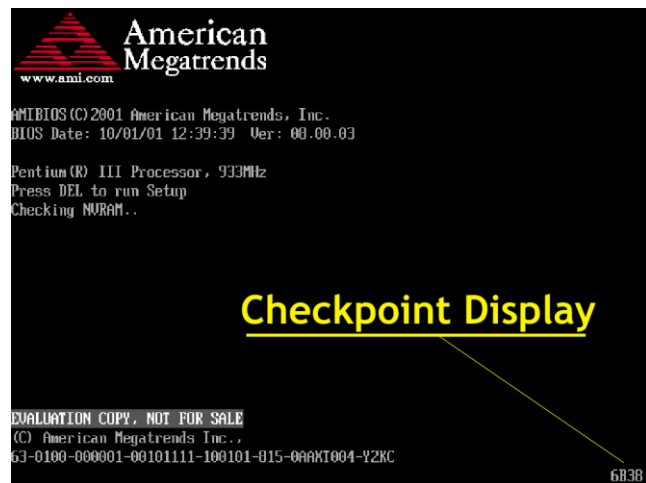 American
Megatrends
www.ami.com
AMIBIOS(C)2001 American Megatrends, Inc.
BIOS Date: 10/01/01 12:39:39 Ver: 08.00.03
Pentium(R) III Processor, 933MHz
Press DEL to run Setup
Checking NVRAM..
Checkpoint Display
EVALUATION COPY, NOT FOR SALE
(C) American Megatrends Inc.,
63-0100-000001-00101111-100101-815-0AAXT004-Y2KC
6B38